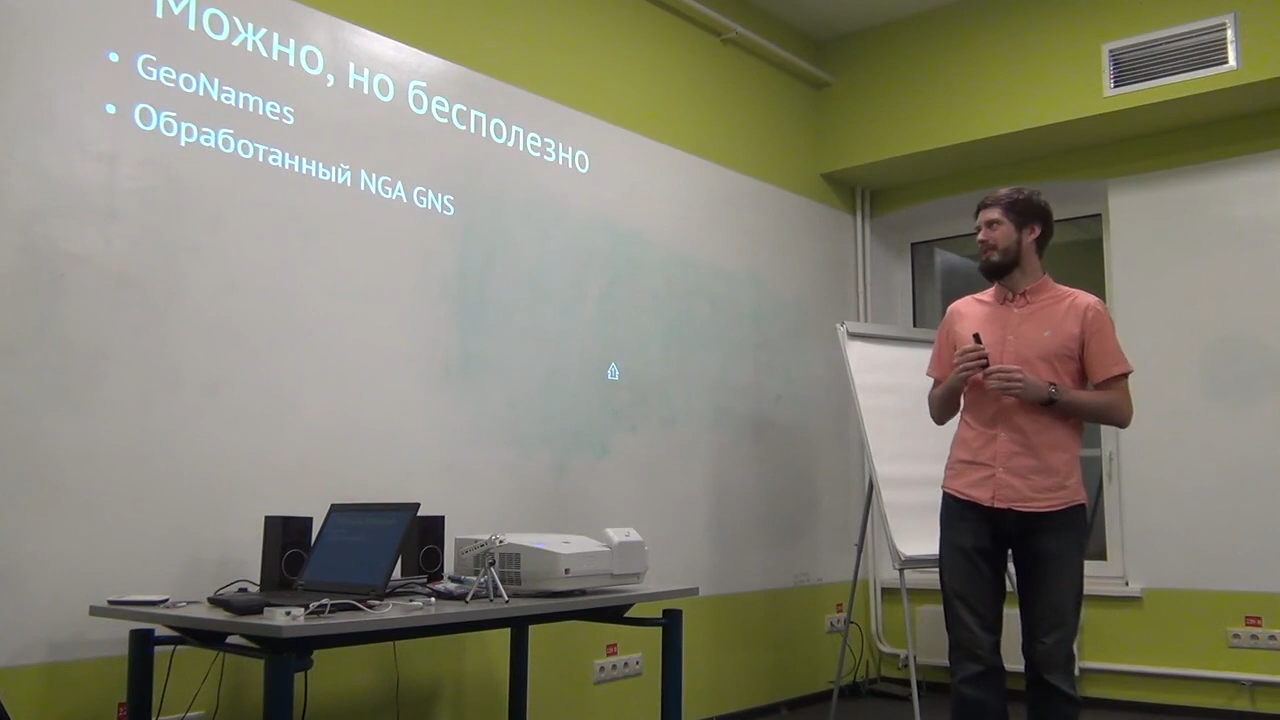 Можно, но бесполезно
• GeoNames
• Обработанный NGA GNS